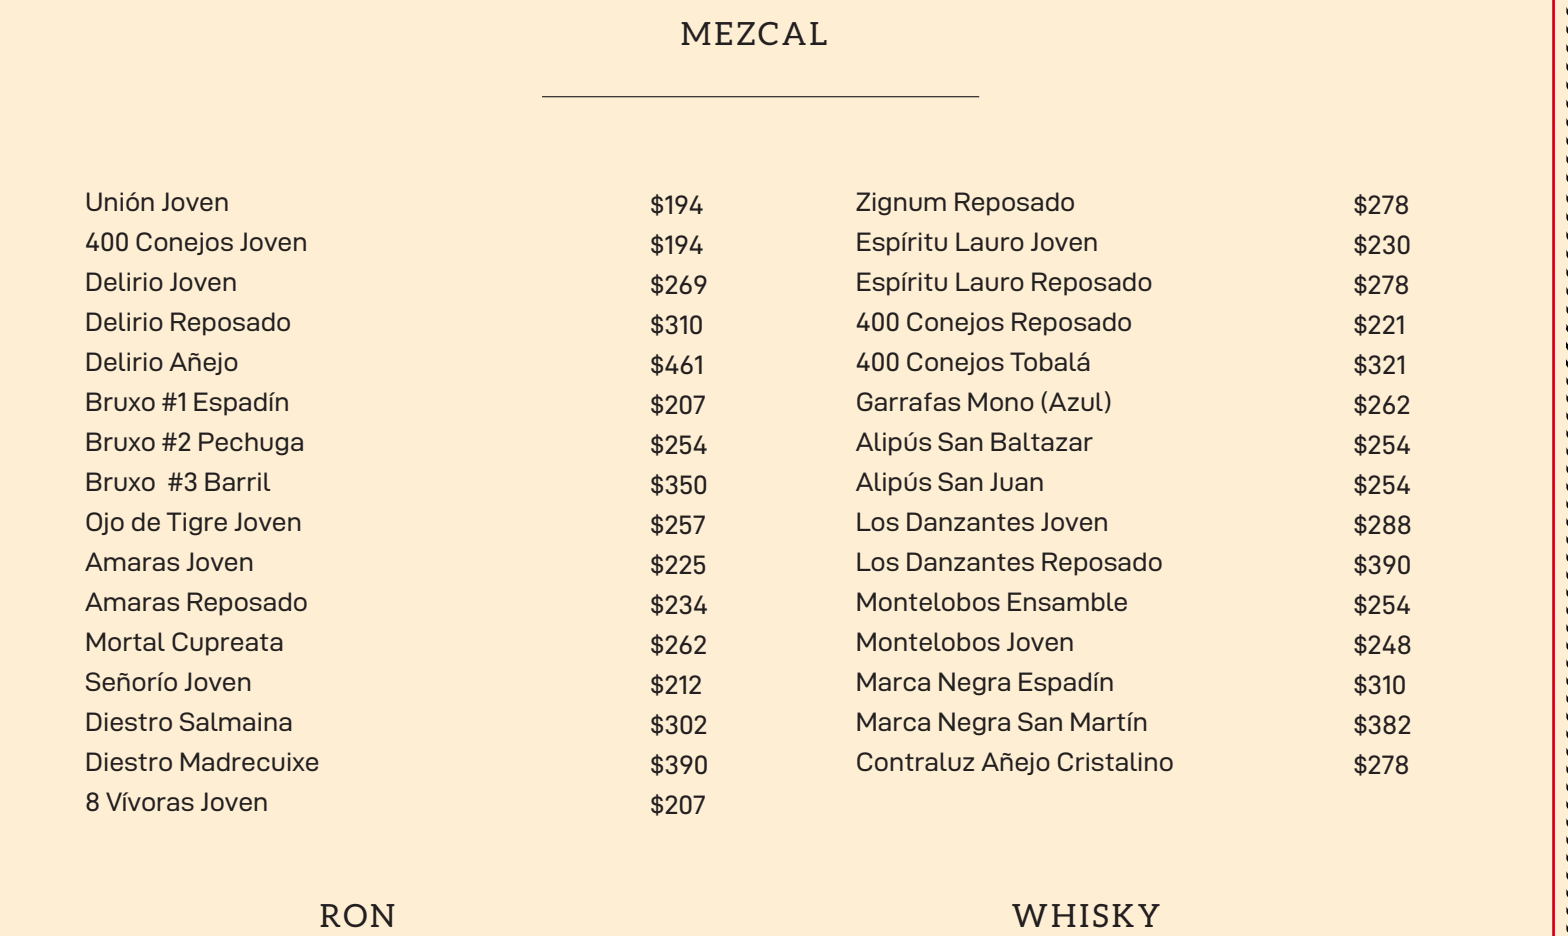 MEZCAL
Unión Joven $194
400 Conejos Joven $194
Delirio Joven $269
Delirio Reposado $310
Delirio Añejo $461
Bruxo #1 Espadín $207
Bruxo #2 Pechuga $254
Bruxo  #3 Barril $350
Ojo de Tigre Joven $257
Amaras Joven $225
Amaras Reposado $234
Mortal Cupreata $262
Señorío Joven $212
Diestro Salmaina $302
Diestro Madrecuixe $390
8 Vívoras Joven $207
Zignum Reposado $278
Espíritu Lauro Joven $230
Espíritu Lauro Reposado $278
400 Conejos Reposado $221
400 Conejos Tobalá $321
Garrafas Mono (Azul) $262
Alipús San Baltazar $254
Alipús San Juan $254
Los Danzantes Joven $288
Los Danzantes Reposado $390
Montelobos Ensamble $254
Montelobos Joven $248
Marca Negra Espadín $310
Marca Negra San Martín $382
Contraluz Añejo Cristalino $278
RON
WHISKY